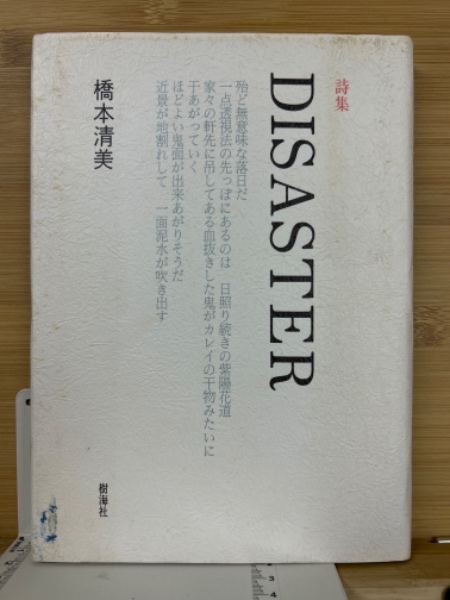 詩集
DISASTER
殆ど無意味な落日だ
一点透視法の先っぽにあるのは 日照り続きの紫陽花道
家々の軒先に吊してある血抜きした鬼がカレイの干物みたいに
干あがっていく
ほどよい鬼面が出来あがりそうだ
近景が地割れして 一面泥水が吹き出す
橋本清美
樹海社